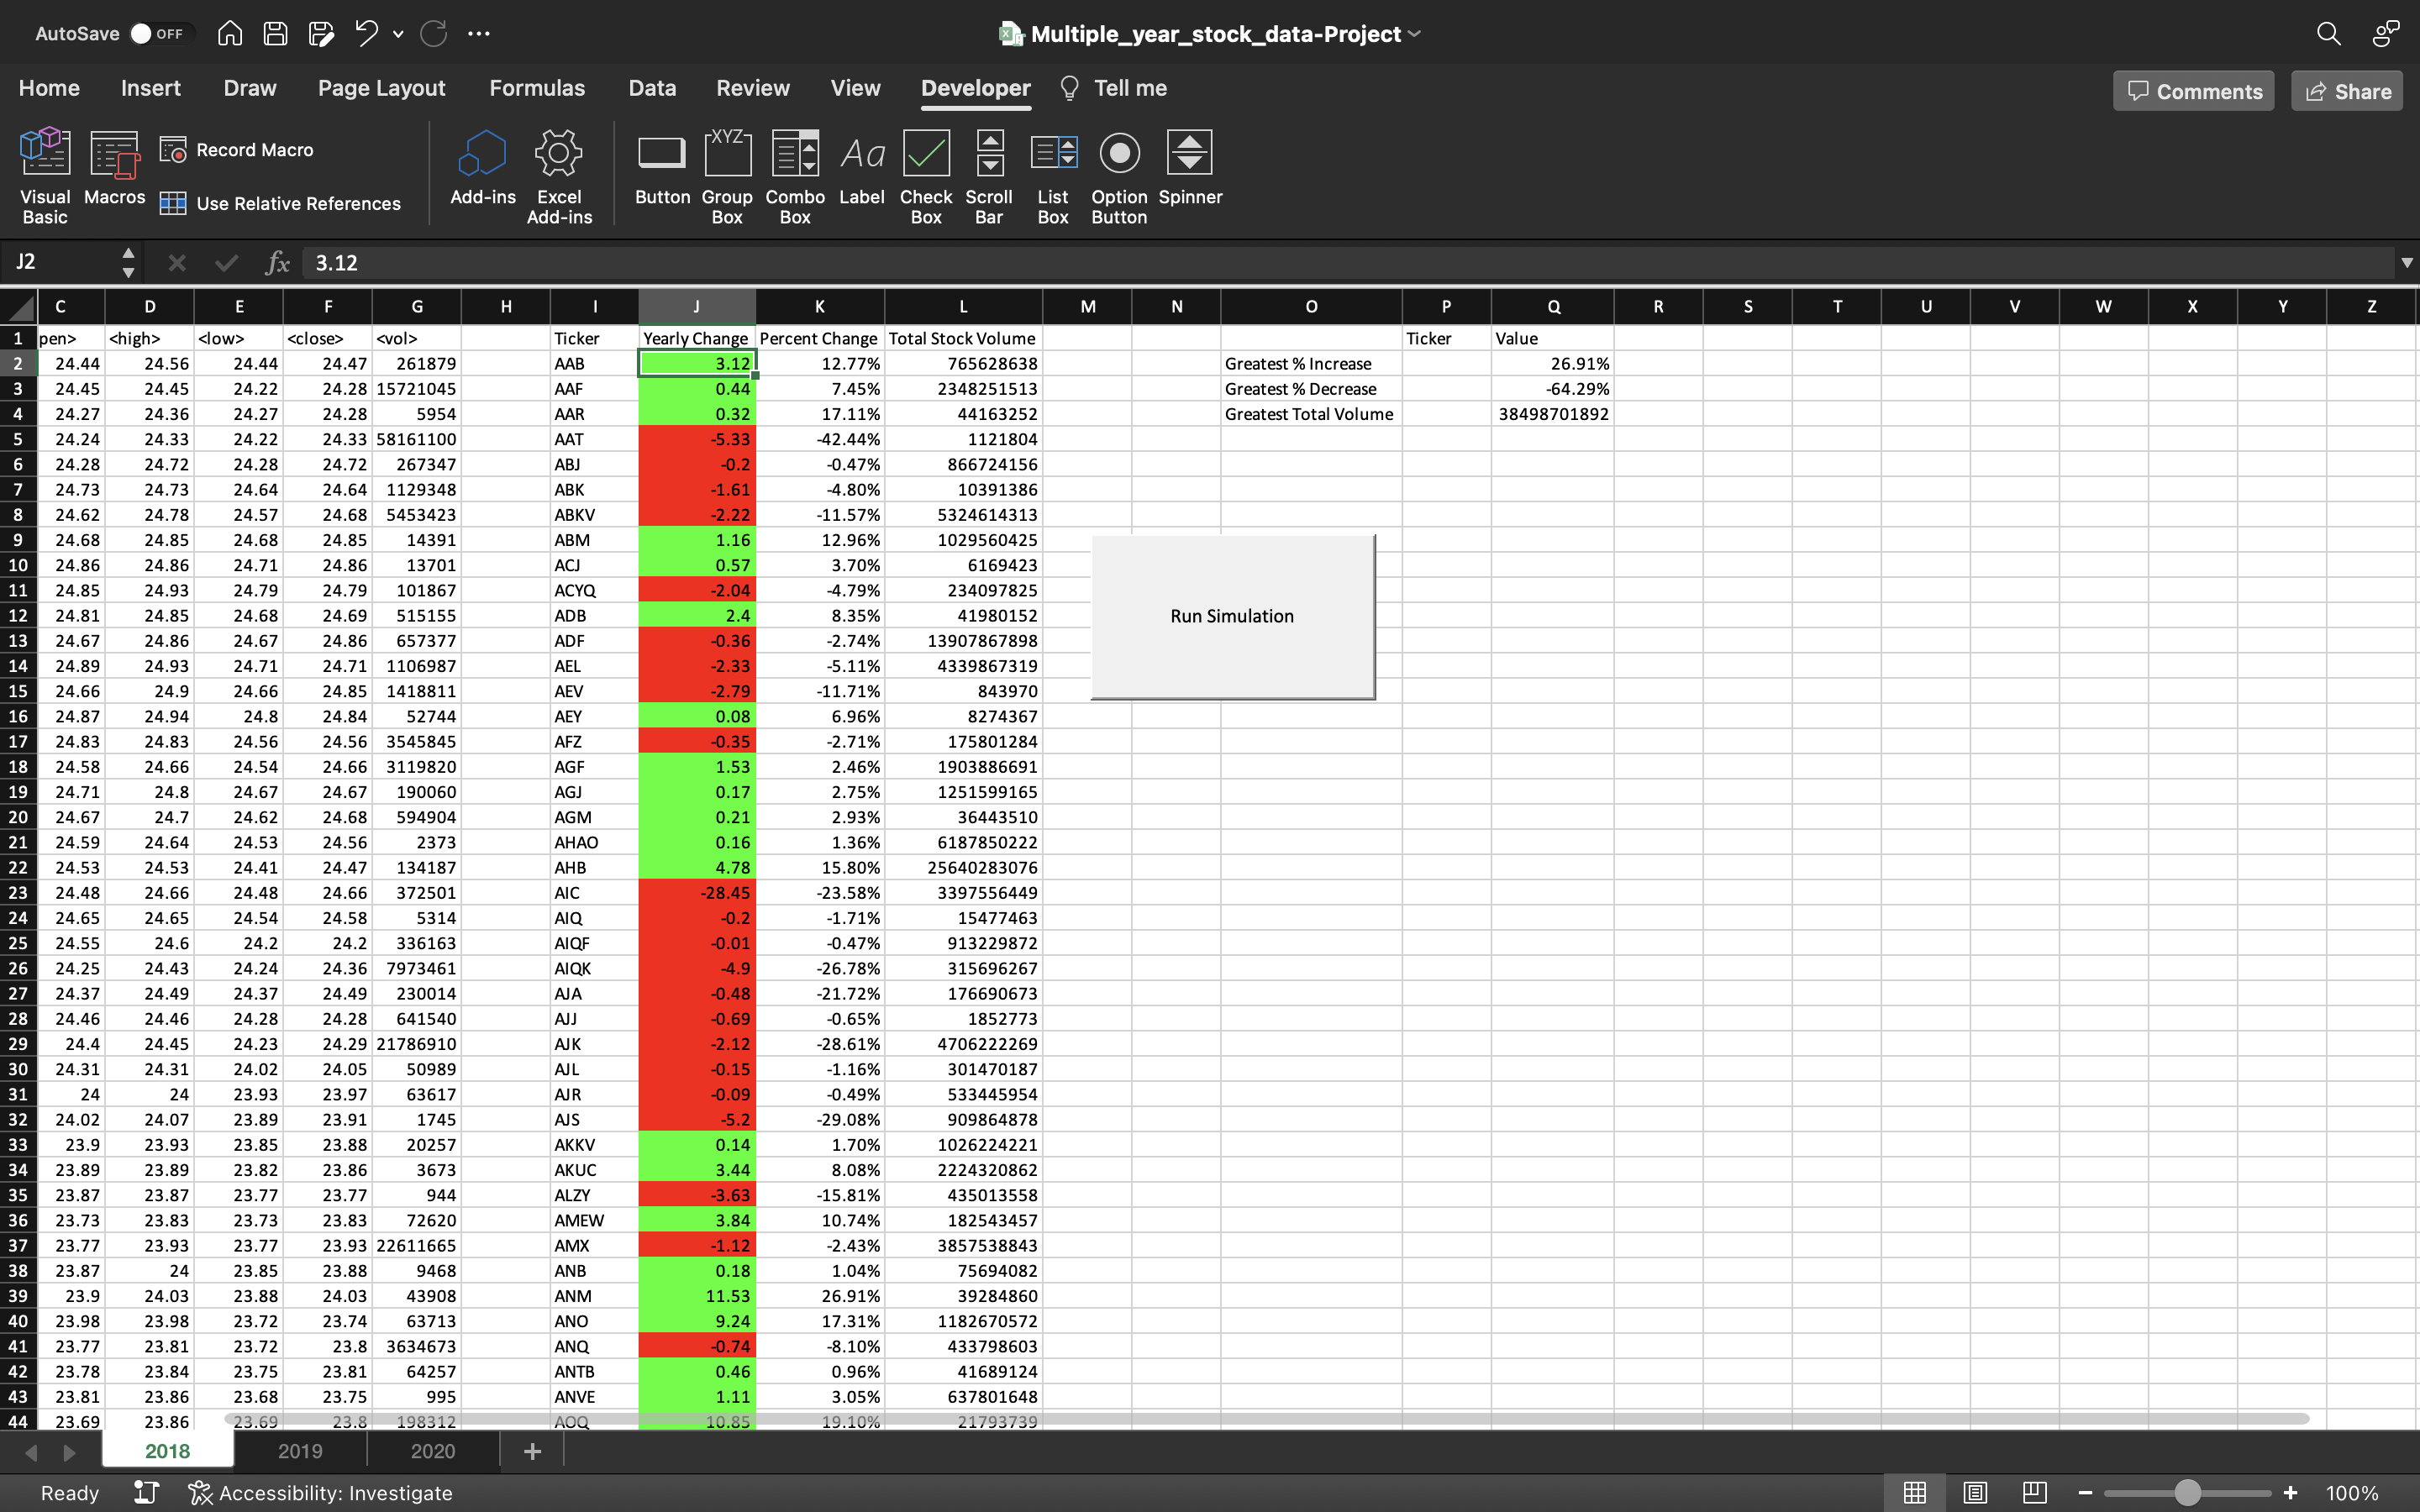 AutoSave OFF Multiple_year_stock_data-Project
Home Insert Draw Page Layout Formulas Data Review View Developer Tell me Comments Share
Visual Basic Macros Record Macro Use Relative References Add-ins Excel Add-ins Button XYZ Group Box Combo Box Aa Label Check Box Scroll Bar List Box Option Button Spinner
J2 fx 3.12
C D E F G H I J K L M N O P Q R S T U V W X Y Z
1 pen> <high> <low> <close> <vol> Ticker Yearly Change Percent Change Total Stock Volume Ticker Value
2 24.44 24.56 24.44 24.47 261879 AAB 3.12 12.77% 765628638 Greatest % Increase 26.91%
3 24.45 24.45 24.22 24.28 15721045 AAF 0.44 7.45% 2348251513 Greatest % Decrease -64.29%
4 24.27 24.36 24.27 24.28 5954 AAR 0.32 17.11% 44163252 Greatest Total Volume 38498701892
5 24.24 24.33 24.22 24.33 58161100 AAT -5.33 -42.44% 1121804
6 24.28 24.72 24.28 24.72 267347 ABJ -0.2 -0.47% 866724156
7 24.73 24.73 24.64 24.64 1129348 ABK -1.61 -4.80% 10391386
8 24.62 24.78 24.57 24.68 5453423 ABKV -2.22 -11.57% 5324614313
9 24.68 24.85 24.68 24.85 14391 ABM 1.16 12.96% 1029560425
10 24.86 24.86 24.71 24.86 13701 ACJ 0.57 3.70% 6169423
11 24.85 24.93 24.79 24.79 101867 ACYQ -2.04 -4.79% 234097825
12 24.81 24.85 24.68 24.69 515155 ADB 2.4 8.35% 41980152 Run Simulation
13 24.67 24.86 24.67 24.86 657377 ADF -0.36 -2.74% 13907867898
14 24.89 24.93 24.71 24.71 1106987 AEL -2.33 -5.11% 4339867319
15 24.66 24.9 24.66 24.85 1418811 AEV -2.79 -11.71% 843970
16 24.87 24.94 24.8 24.84 52744 AEY 0.08 6.96% 8274367
17 24.83 24.83 24.56 24.56 3545845 AFZ -0.35 -2.71% 175801284
18 24.58 24.66 24.54 24.66 3119820 AGF 1.53 2.46% 1903886691
19 24.71 24.8 24.67 24.67 190060 AGJ 0.17 2.75% 1251599165
20 24.67 24.7 24.62 24.68 594904 AGM 0.21 2.93% 36443510
21 24.59 24.64 24.53 24.56 2373 AHAO 0.16 1.36% 6187850222
22 24.53 24.53 24.41 24.47 134187 AHB 4.78 15.80% 25640283076
23 24.48 24.66 24.48 24.66 372501 AIC -28.45 -23.58% 3397556449
24 24.65 24.65 24.54 24.58 5314 AIQ -0.2 -1.71% 15477463
25 24.55 24.6 24.2 24.2 336163 AIQF -0.01 -0.47% 913229872
26 24.25 24.43 24.24 24.36 7973461 AIQK -4.9 -26.78% 315696267
27 24.37 24.49 24.37 24.49 230014 AJA -0.48 -21.72% 176690673
28 24.46 24.46 24.28 24.28 641540 AJJ -0.69 -0.65% 1852773
29 24.4 24.45 24.23 24.29 21786910 AJK -2.12 -28.61% 4706222269
30 24.31 24.31 24.02 24.05 50989 AJL -0.15 -1.16% 301470187
31 24 24 23.93 23.97 63617 AJR -0.09 -0.49% 533445954
32 24.02 24.07 23.89 23.91 1745 AJS -5.2 -29.08% 909864878
33 23.9 23.93 23.85 23.88 20257 AKKV 0.14 1.70% 1026224221
34 23.89 23.89 23.82 23.86 3673 AKUC 3.44 8.08% 2224320862
35 23.87 23.87 23.77 23.77 944 ALZY -3.63 -15.81% 435013558
36 23.73 23.83 23.73 23.83 72620 AMEW 3.84 10.74% 182543457
37 23.77 23.93 23.77 23.93 22611665 AMX -1.12 -2.43% 3857538843
38 23.87 24 23.85 23.88 9468 ANB 0.18 1.04% 75694082
39 23.9 24.03 23.88 24.03 43908 ANM 11.53 26.91% 39284860
40 23.98 23.98 23.72 23.74 63713 ANO 9.24 17.31% 1182670572
41 23.77 23.81 23.72 23.8 3634673 ANQ -0.74 -8.10% 433798603
42 23.78 23.84 23.75 23.81 64257 ANTB 0.46 0.96% 41689124
43 23.81 23.86 23.68 23.75 995 ANVE 1.11 3.05% 637801648
44 23.69 23.86 23.69 23.8 198312 AOQ 10.85 19.10% 21793739
2018 2019 2020 +
Ready Accessibility: Investigate 100%